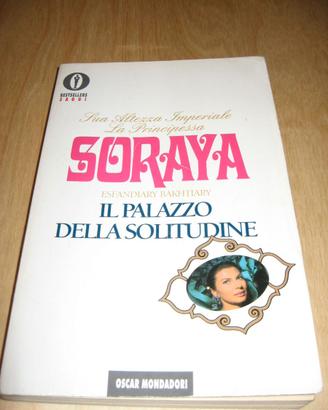 BESTSELLERS
SAGGI
Sua Altezza Imperiale
La Principessa
SORAYA
ESFANDIARY BAKHTIARY
IL PALAZZO
DELLA SOLITUDINE
OSCAR MONDADORI